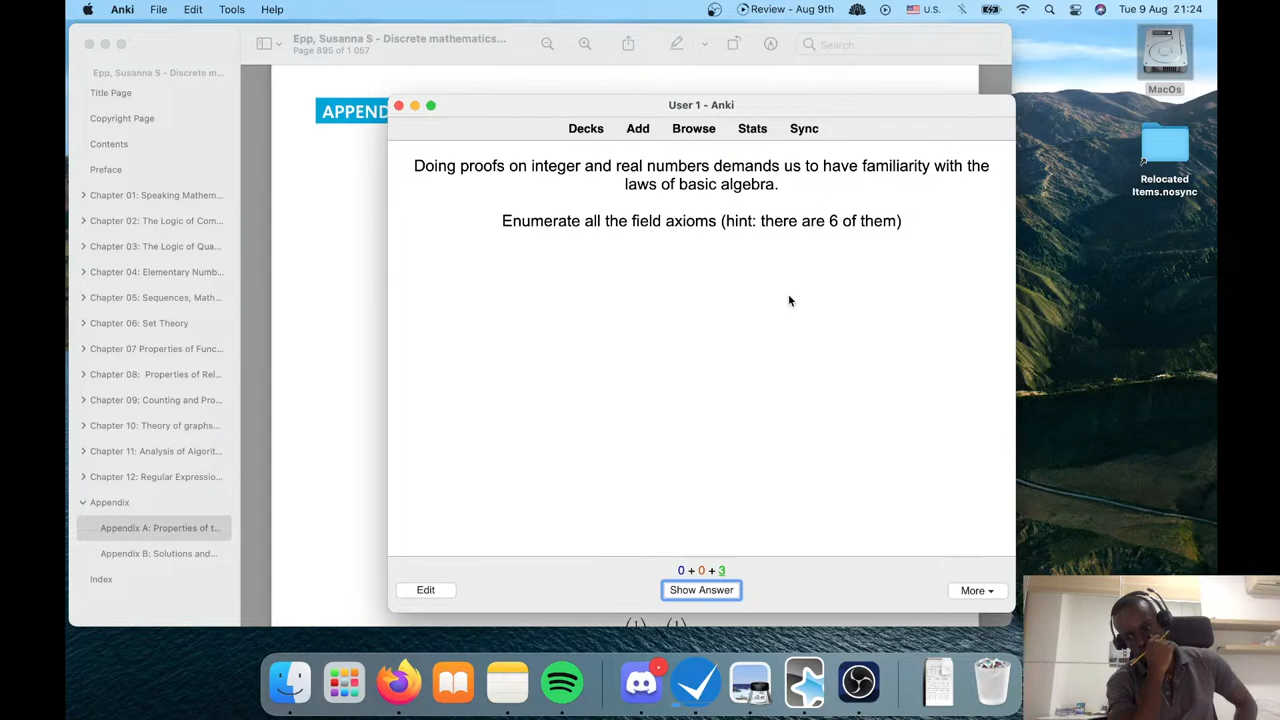 Anki File Edit Tools Help
Review - Aug 9th
U.S.
Tue 9 Aug 21:24
Epp, Susanna S - Discrete m...
Title Page
Copyright Page
Contents
Preface
Chapter 01: Speaking Mathem...
Chapter 02: The Logic of Com...
Chapter 03: The Logic of Qua...
Chapter 04: Elementary Numb...
Chapter 05: Sequences, Math...
Chapter 06: Set Theory
Chapter 07 Properties of Func...
Chapter 08: Properties of Rel...
Chapter 09: Counting and Pro...
Chapter 10: Theory of graphs...
Chapter 11: Analysis of Algorit...
Chapter 12: Regular Expressio...
Appendix
Appendix A: Properties of t...
Appendix B: Solutions and...
Index
Epp, Susanna S - Discrete mathematics...
Page 895 of 1 057
Search
APPEND
User 1 - Anki
Decks Add Browse Stats Sync
Doing proofs on integer and real numbers demands us to have familiarity with the
laws of basic algebra.
Enumerate all the field axioms (hint: there are 6 of them)
0 + 0 + 3
Edit
Show Answer
More
(1) (1)
MacOs
Relocated
Items.nosync